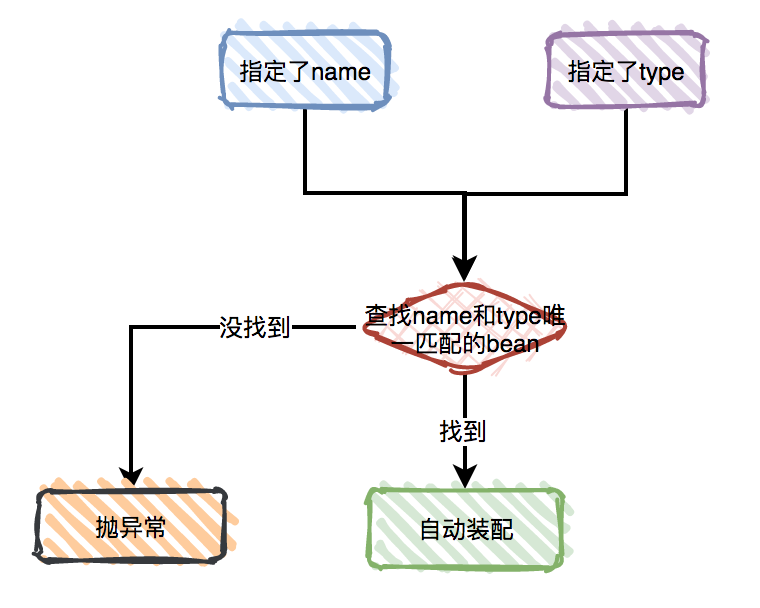 指定了name
指定了type
查找name和type唯
一匹配的bean
没找到
找到
抛异常
自动装配